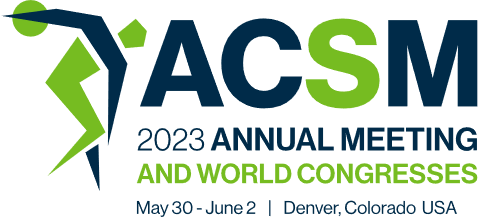 ACSM
2023 ANNUAL MEETING
AND WORLD CONGRESSES
May 30 - June 2 | Denver, Colorado USA